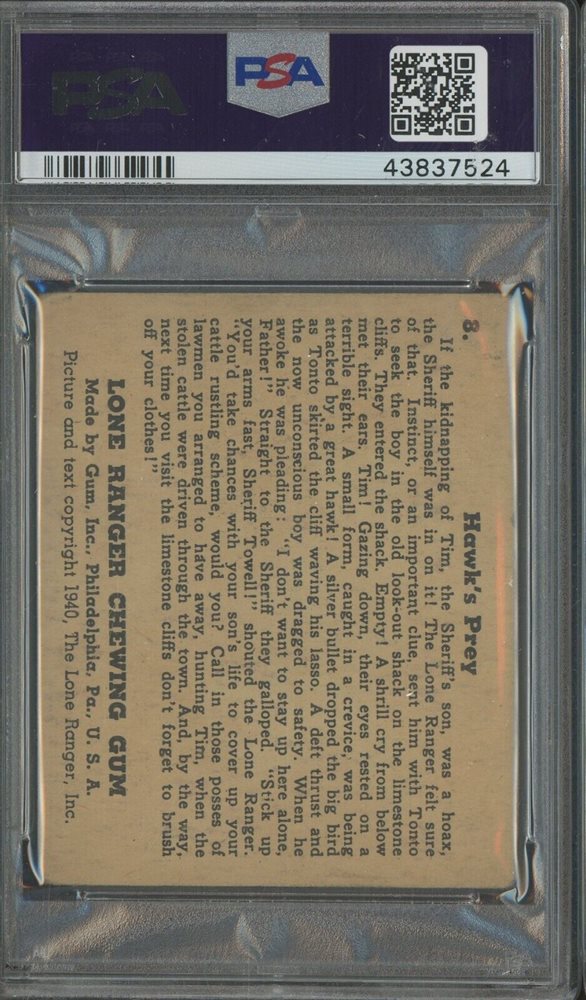 PSA
PSA
43837524
8.
Hawk's Prey
If the kidnapping of Tim, the Sheriff's son, was a hoax,
the Sheriff himself was in on it! The Lone Ranger felt sure
of that. Instinct, or an important clue, sent him with Tonto
to seek the boy in the old look-out shack on the limestone
cliffs. They entered the shack. Empty! A shrill cry from below
met their ears. Tim! Gazing down, their eyes rested on a
terrible sight. A small form, caught in a crevice, was being
attacked by a great hawk! A silver bullet dropped the big bird
as Tonto skirted the cliff waving his lasso. A deft thrust and
the now unconscious boy was dragged to safety. When he
awoke he was pleading: "I don't want to stay up here alone,
Father!" Straight to the Sheriff they galloped. "Stick up
your arms fast, Sheriff Towell!" shouted the Lone Ranger.
"You'd take chances with your son's life to cover up your
cattle rustling scheme, would you? Call in those posses of
lawmen you arranged to have away, hunting Tim, when the
stolen cattle were driven through the town. And, by the way,
next time you visit the limestone cliffs don't forget to brush
off your clothes!"
LONE RANGER CHEWING GUM
Made by Gum, Inc., Philadelphia, Pa., U. S. A.
Picture and text copyright 1940, The Lone Ranger, Inc.